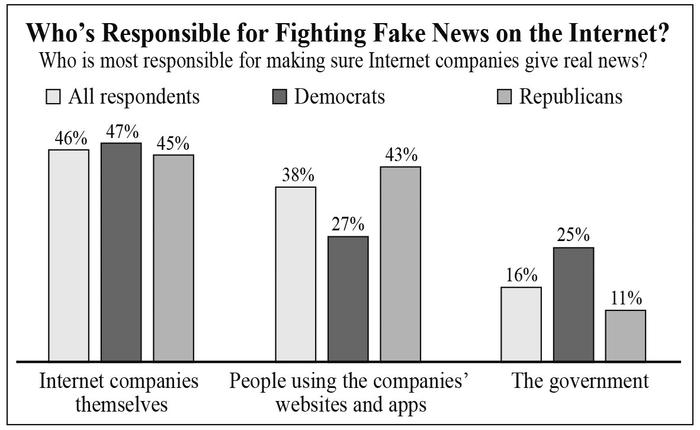 Who's Responsible for Fighting Fake News on the Internet?
Who is most responsible for making sure Internet companies give real news?
All respondents Democrats Republicans
46% 47% 45%
38% 27% 43%
16% 25% 11%
Internet companies
themselves
People using the companies'
websites and apps
The government